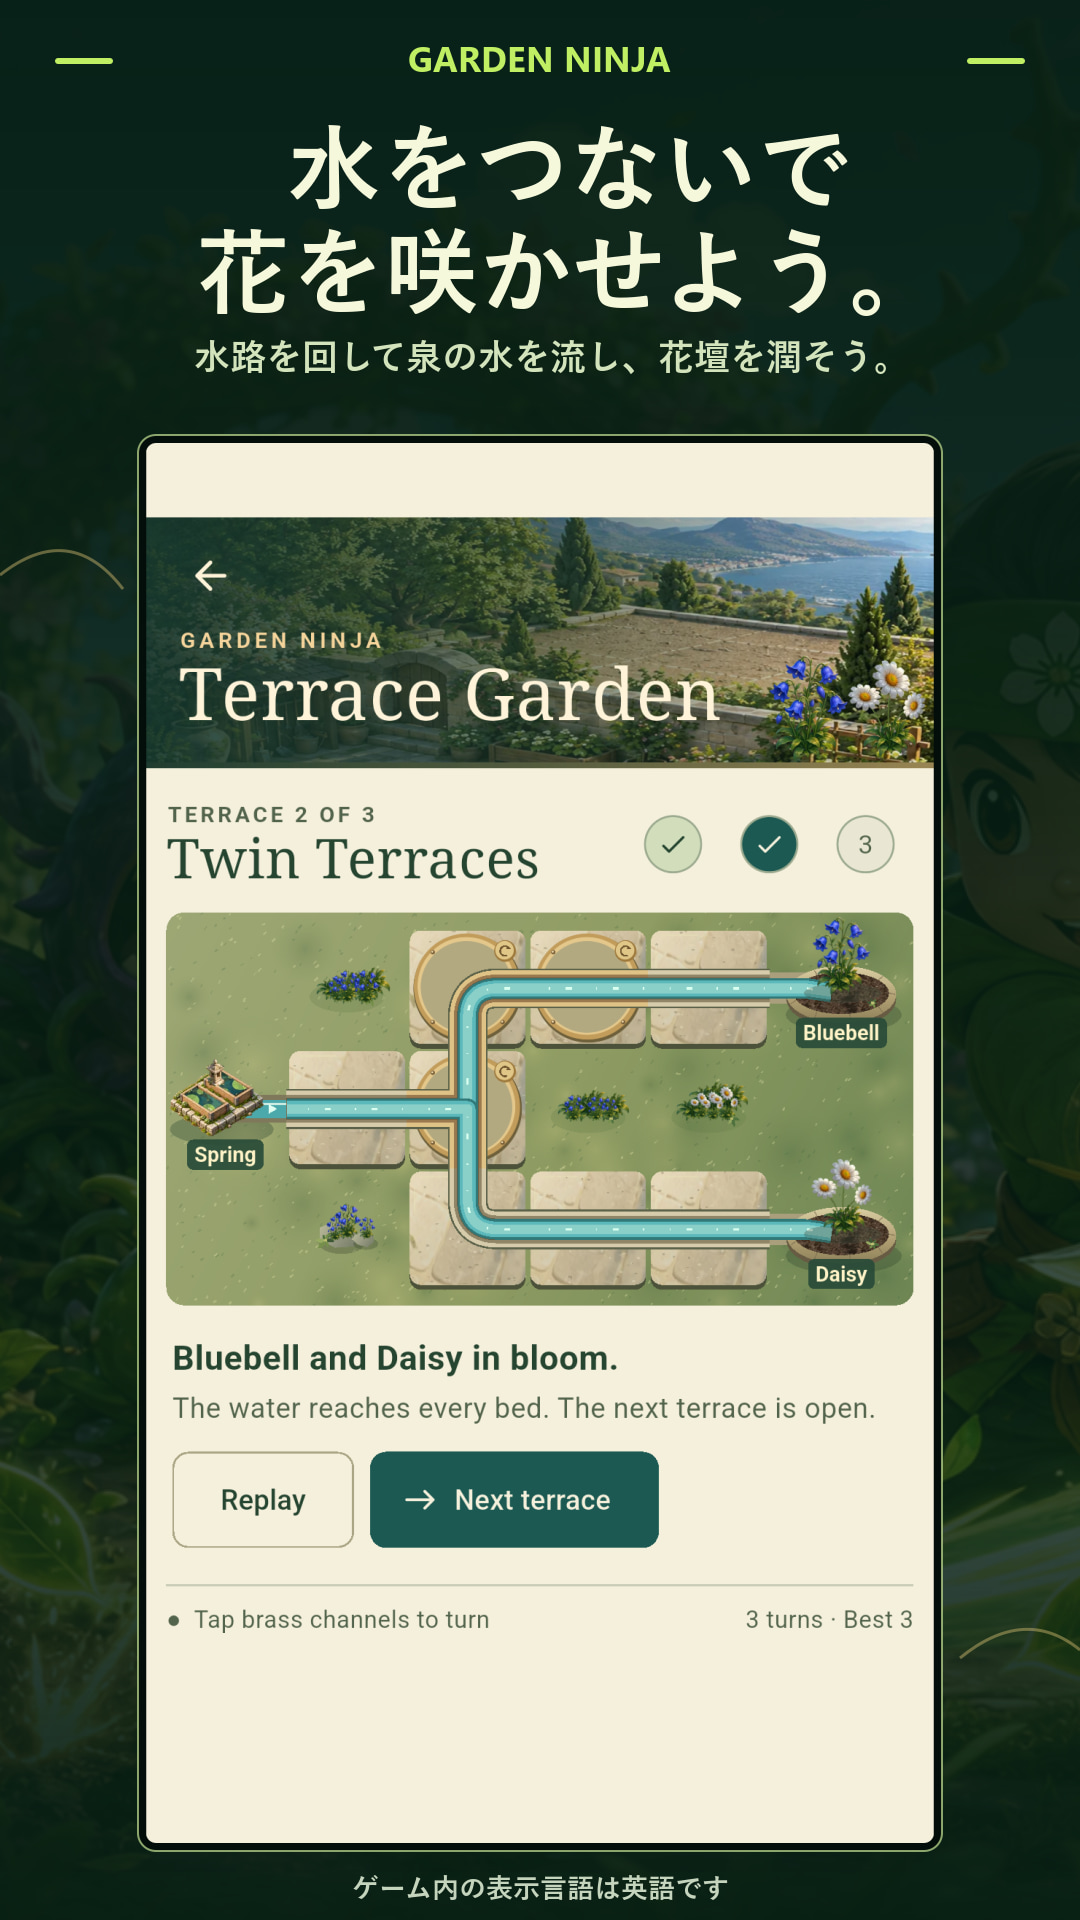 GARDEN NINJA
水をつないで
花を咲かせよう。
水路を回して泉の水を流し、花壇を潤そう。
GARDEN NINJA
Terrace Garden
TERRACE 2 OF 3
Twin Terraces
3
Bluebell
Spring
Daisy
Bluebell and Daisy in bloom.
The water reaches every bed. The next terrace is open.
Replay
Next terrace
Tap brass channels to turn
3 turns · Best 3
ゲーム内の表示言語は英語です